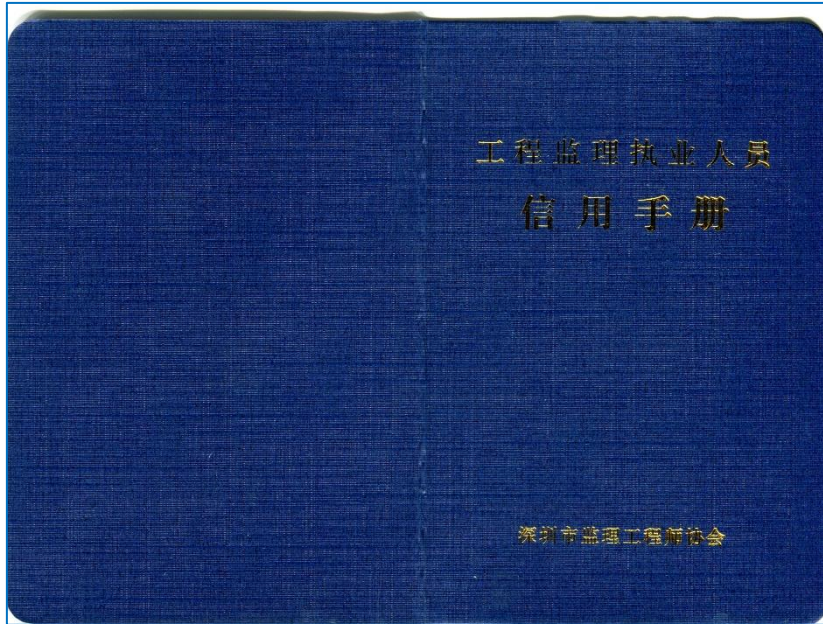 工程监理执业人员
信用手册
深圳市监理工程师协会